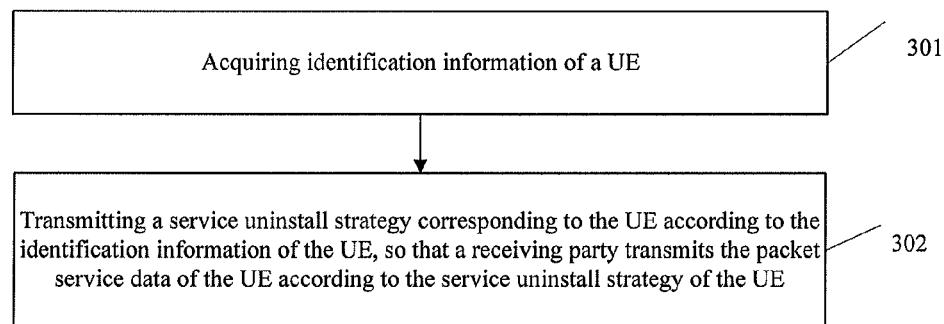 Acquiring identification information of a UE
301
Transmitting a service uninstall strategy corresponding to the UE according to the
identification information of the UE, so that a receiving party transmits the packet
service data of the UE according to the service uninstall strategy of the UE
302